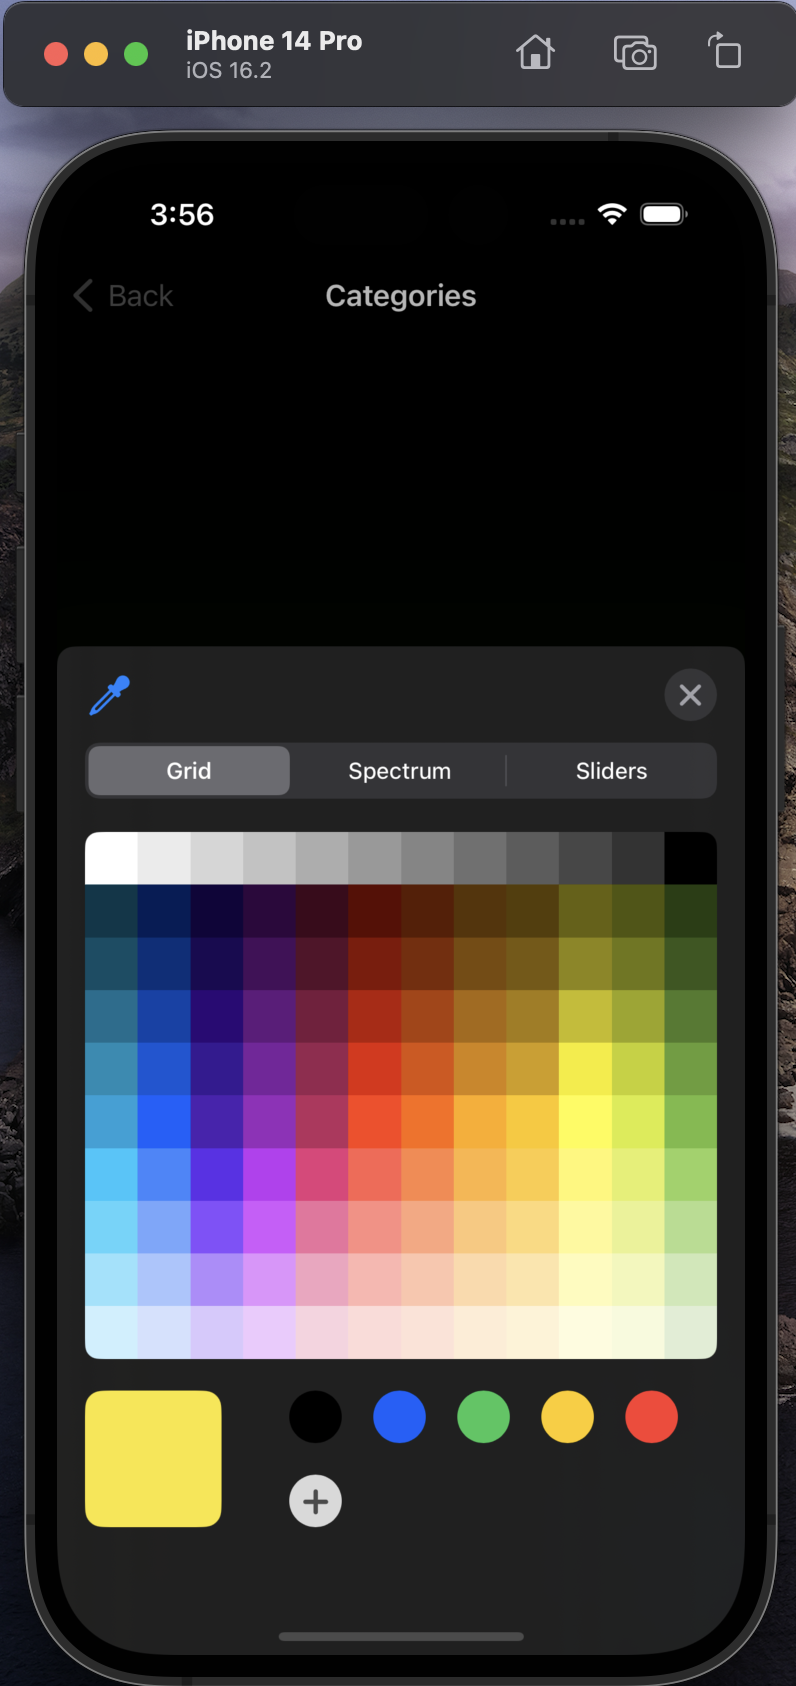 iPhone 14 Pro
iOS 16.2
3:56
Back
Categories
Grid
Spectrum
Sliders